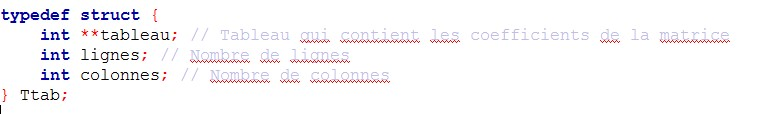 typedef struct {
int **tableau; // Tableau qui contient les coefficients de la matrice
int lignes; // Nombre de lignes
int colonnes; // Nombre de colonnes
} Ttab;